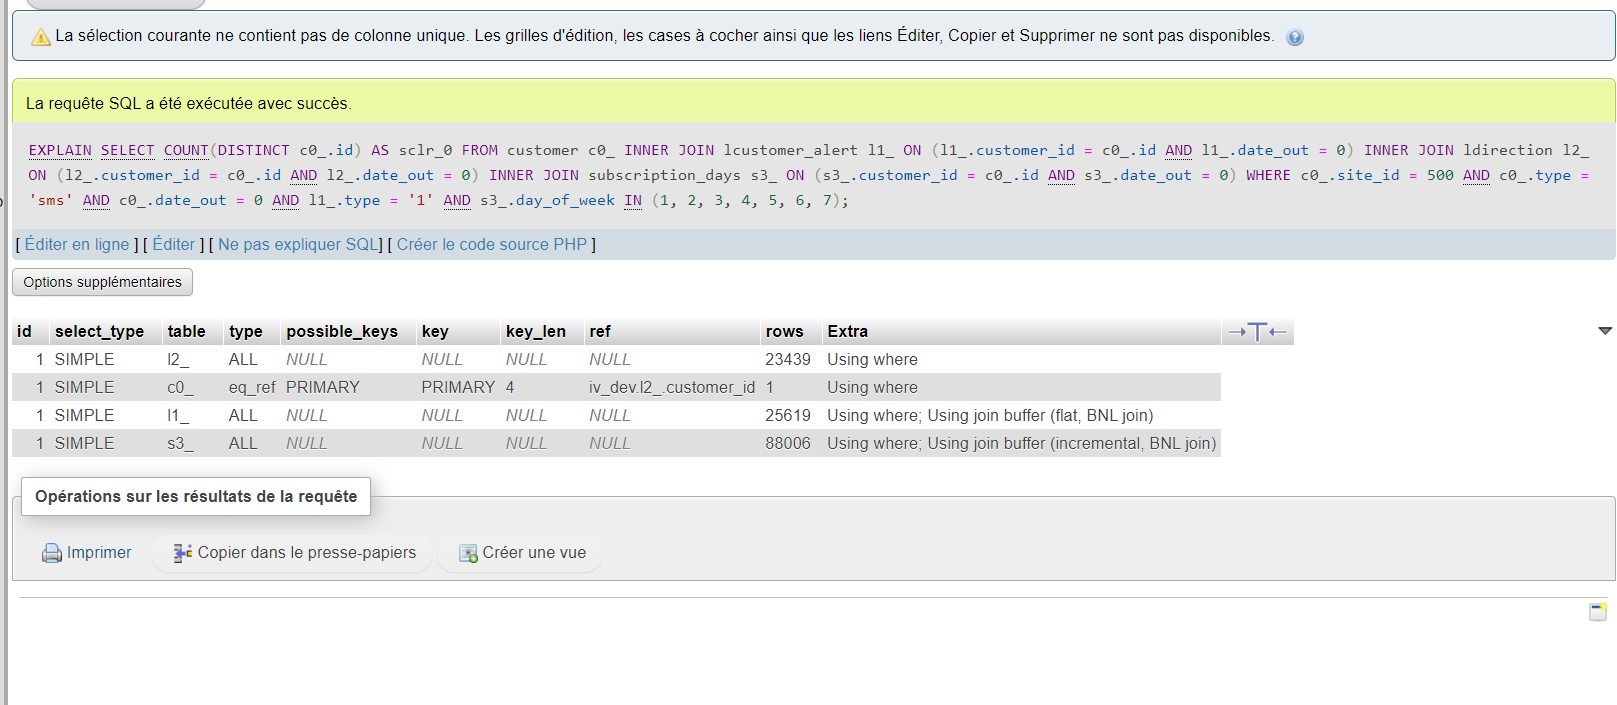 La sélection courante ne contient pas de colonne unique. Les grilles d'édition, les cases à cocher ainsi que les liens Éditer, Copier et Supprimer ne sont pas disponibles.
La requête SQL a été exécutée avec succès.
EXPLAIN SELECT COUNT(DISTINCT c0_.id) AS sclr_0 FROM customer c0_ INNER JOIN lcustomer_alert l1_ ON (l1_.customer_id = c0_.id AND l1_.date_out = 0) INNER JOIN ldirection l2_
ON (l2_.customer_id = c0_.id AND l2_.date_out = 0) INNER JOIN subscription_days s3_ ON (s3_.customer_id = c0_.id AND s3_.date_out = 0) WHERE c0_.site_id = 500 AND c0_.type =
'sms' AND c0_.date_out = 0 AND l1_.type = '1' AND s3_.day_of_week IN (1, 2, 3, 4, 5, 6, 7);
[ Éditer en ligne ] [ Éditer ] [ Ne pas expliquer SQL] [ Créer le code source PHP ]
Options supplémentaires
id select_type table type possible_keys key key_len ref rows Extra
1 SIMPLE l2_ ALL NULL NULL NULL NULL 23439 Using where
1 SIMPLE c0_ eq_ref PRIMARY PRIMARY 4 iv_dev.l2_.customer_id 1 Using where
1 SIMPLE l1_ ALL NULL NULL NULL NULL 25619 Using where; Using join buffer (flat, BNL join)
1 SIMPLE s3_ ALL NULL NULL NULL NULL 88006 Using where; Using join buffer (incremental, BNL join)
Opérations sur les résultats de la requête
Imprimer Copier dans le presse-papiers Créer une vue